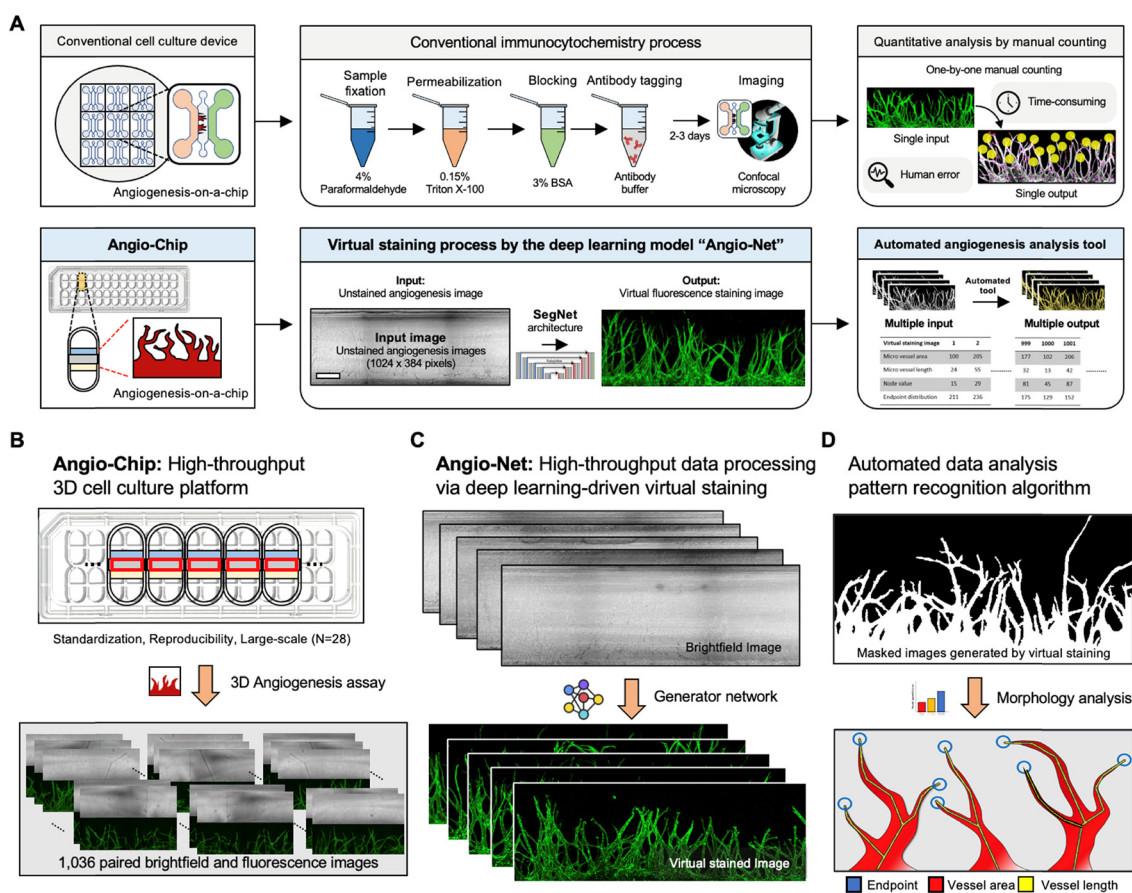 A
Conventional cell culture device
Angiogenesis-on-a-chip
Conventional immunocytochemistry process
Sample
fixation
Permeabilization
Blocking
Antibody tagging
Imaging
2-3 days
4%
Paraformaldehyde
0.15%
Triton X-100
3% BSA
Antibody
buffer
Confocal
microscopy
Quantitative analysis by manual counting
One-by-one manual counting
Time-consuming
Single input
Human error
Single output
Angio-Chip
Angiogenesis-on-a-chip
Virtual staining process by the deep learning model “Angio-Net”
Input:
Unstained angiogenesis image
Input image
Unstained angiogenesis images
(1024 x 384 pixels)
SegNet
architecture
Output:
Virtual fluorescence staining image
Automated angiogenesis analysis tool
Automated
tool
Multiple input
Multiple output
Virtual staining image 1 2 999 1000 1001
Micro vessel area 100 205 177 102 206
Micro vessel length 24 55 ........... 32 13 42 ...........
Node value 15 29 81 45 87
Endpoint distribution 211 236 175 129 152
B
Angio-Chip: High-throughput
3D cell culture platform
Standardization, Reproducibility, Large-scale (N=28)
3D Angiogenesis assay
1,036 paired brightfield and fluorescence images
C
Angio-Net: High-throughput data processing
via deep learning-driven virtual staining
Brightfield Image
Generator network
Virtual stained Image
D
Automated data analysis
pattern recognition algorithm
Masked images generated by virtual staining
Morphology analysis
Endpoint Vessel area Vessel length